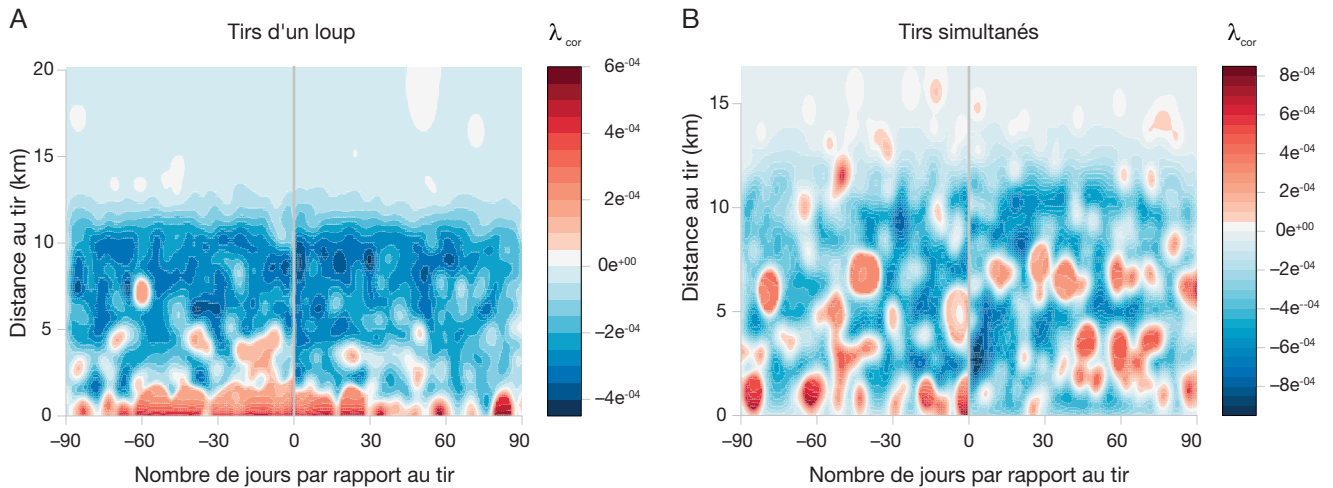 A
Tirs d'un loup
λ cor
Distance au tir (km)
20
15
10
5
0
–90
–60
–30
0
30
60
90
Nombre de jours par rapport au tir
6e-04
4e-04
2e-04
0e+00
–2e-04
–4e-04
B
Tirs simultanés
λcor
Distance au tir (km)
15
10
5
0
–90
–60
–30
0
30
60
90
Nombre de jours par rapport au tir
8e-04
6e-04
4e-04
2e-04
0e+00
–2e-04
–4e–-04
–6e-04
–8e-04